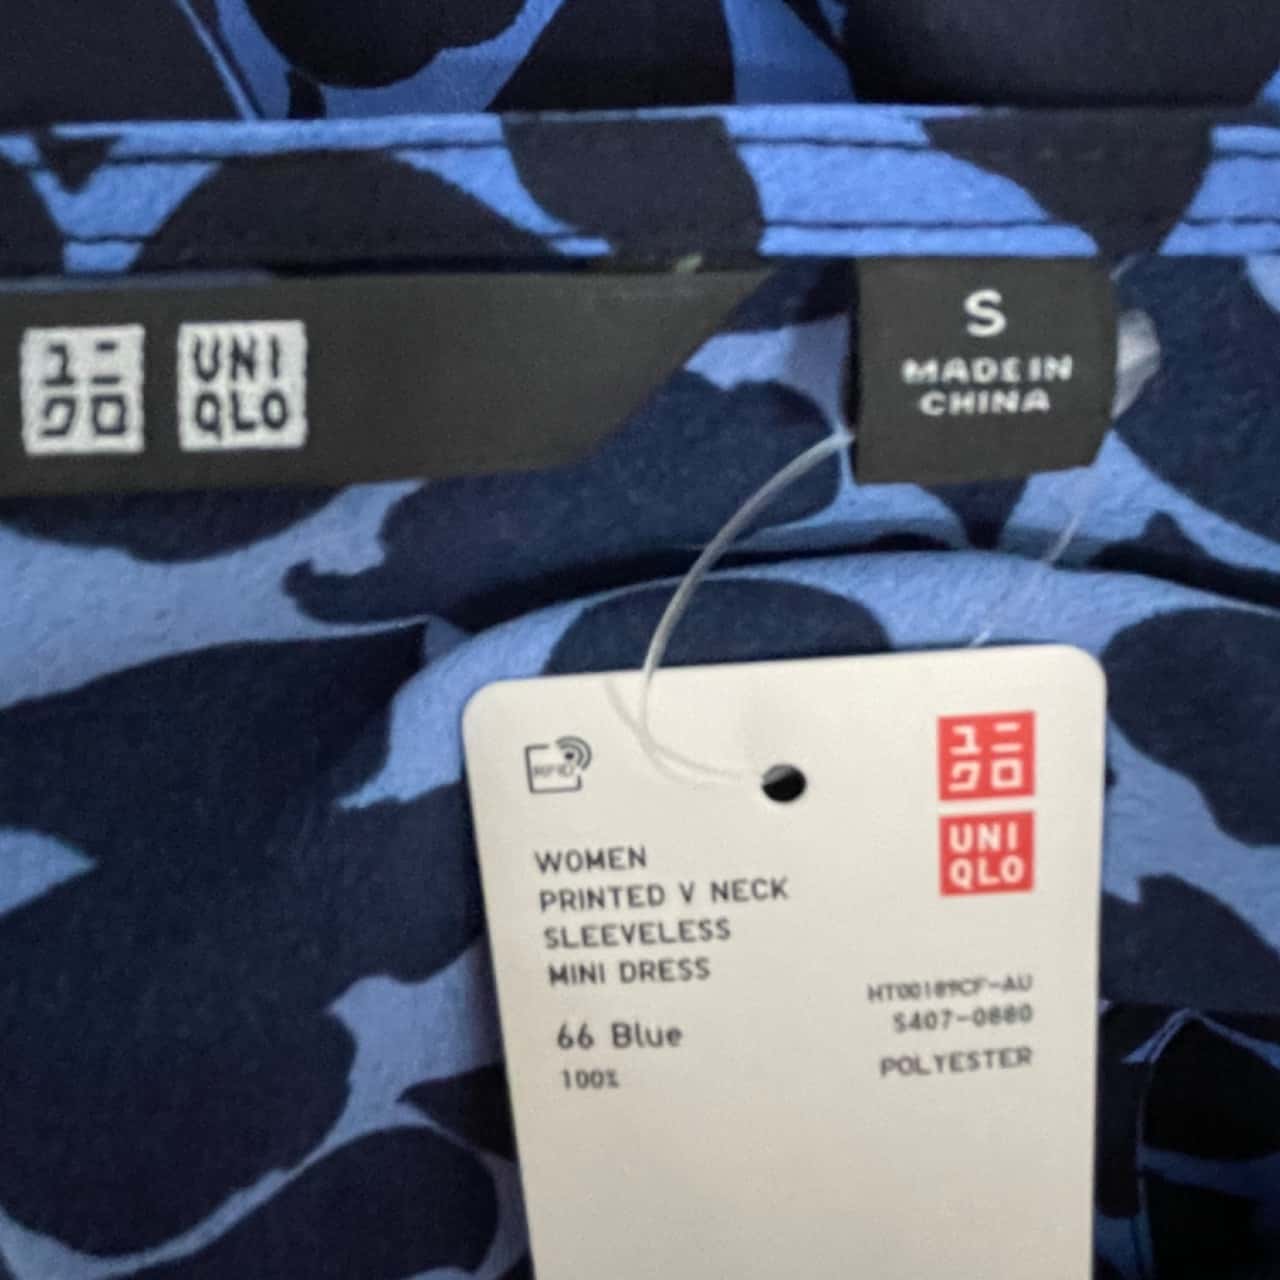 ユニ
クロ
UNI
QLO
S
MADE IN
CHINA
RFID
ユニ
クロ
UNI
QLO
WOMEN
PRINTED V NECK
SLEEVELESS
MINI DRESS
HT00189CF-AU
S407-0880
66 Blue
100%
POLYESTER